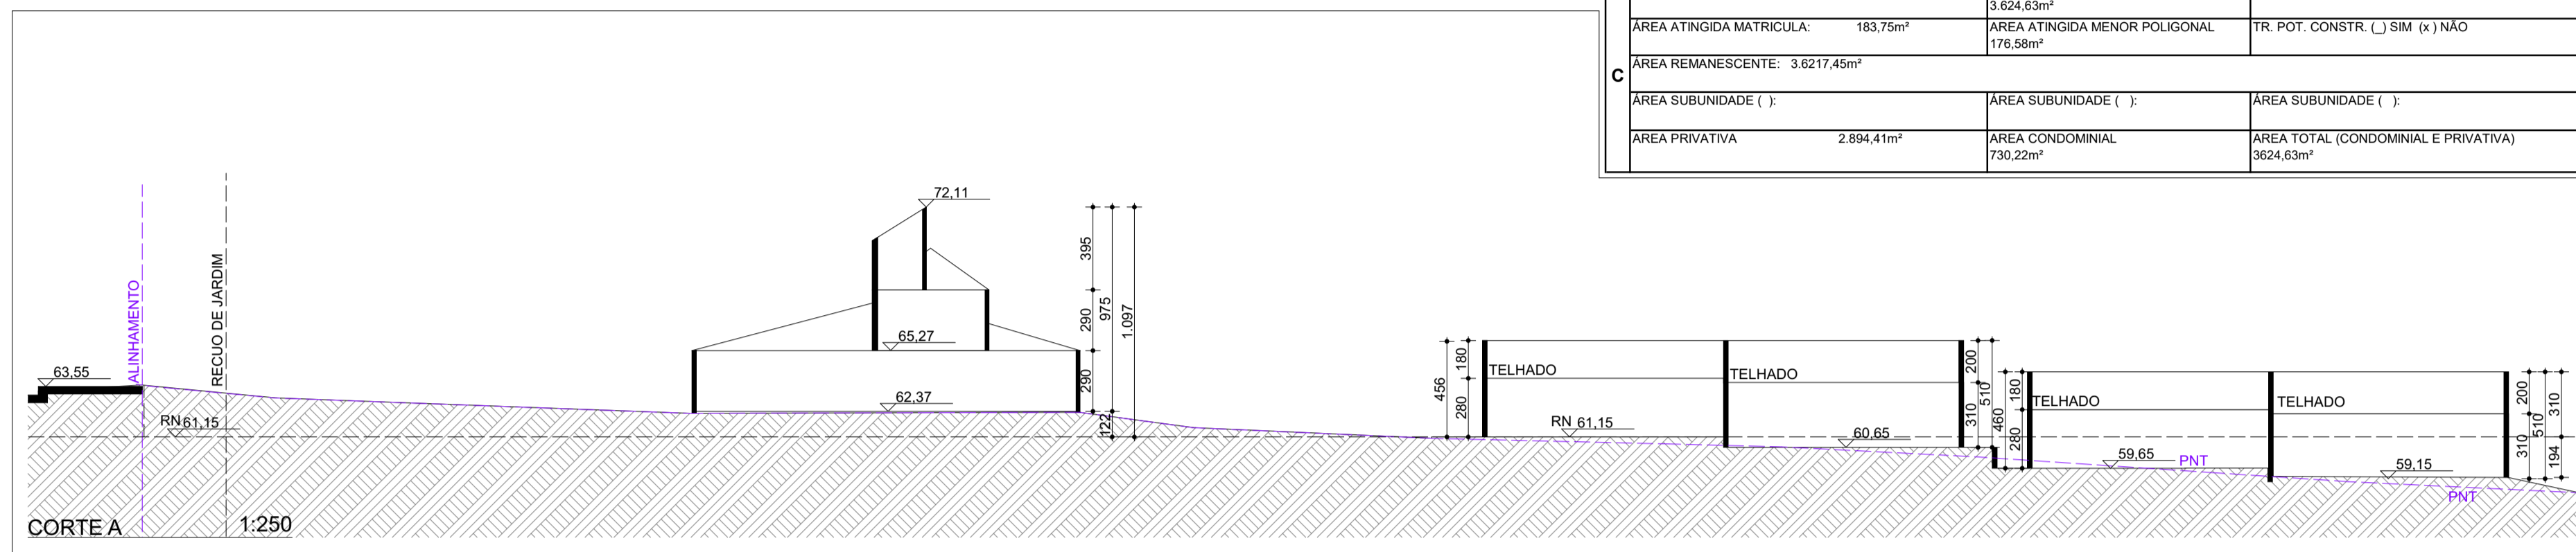 3.624,63m²
ÁREA ATINGIDA MATRICULA: 183,75m²
AREA ATINGIDA MENOR POLIGONAL
176,58m²
TR. POT. CONSTR. (_) SIM (x ) NÃO
C
ÁREA REMANESCENTE: 3.6217,45m²
ÁREA SUBUNIDADE ( ):
ÁREA SUBUNIDADE ( ):
ÁREA SUBUNIDADE ( ):
AREA PRIVATIVA 2.894,41m²
AREA CONDOMINIAL
730,22m²
AREA TOTAL (CONDOMINIAL E PRIVATIVA)
3624,63m²
63,55
ALINHAMENTO
RECUO DE JARDIM
RN 61,15
72,11
65,27
62,37
395
290
290
122
975
1.097
456
180
280
TELHADO
TELHADO
RN 61,15
60,65
200
310
510
460
180
280
TELHADO
TELHADO
59,65
PNT
59,15
PNT
200
310
510
310
194
CORTE A
1:250